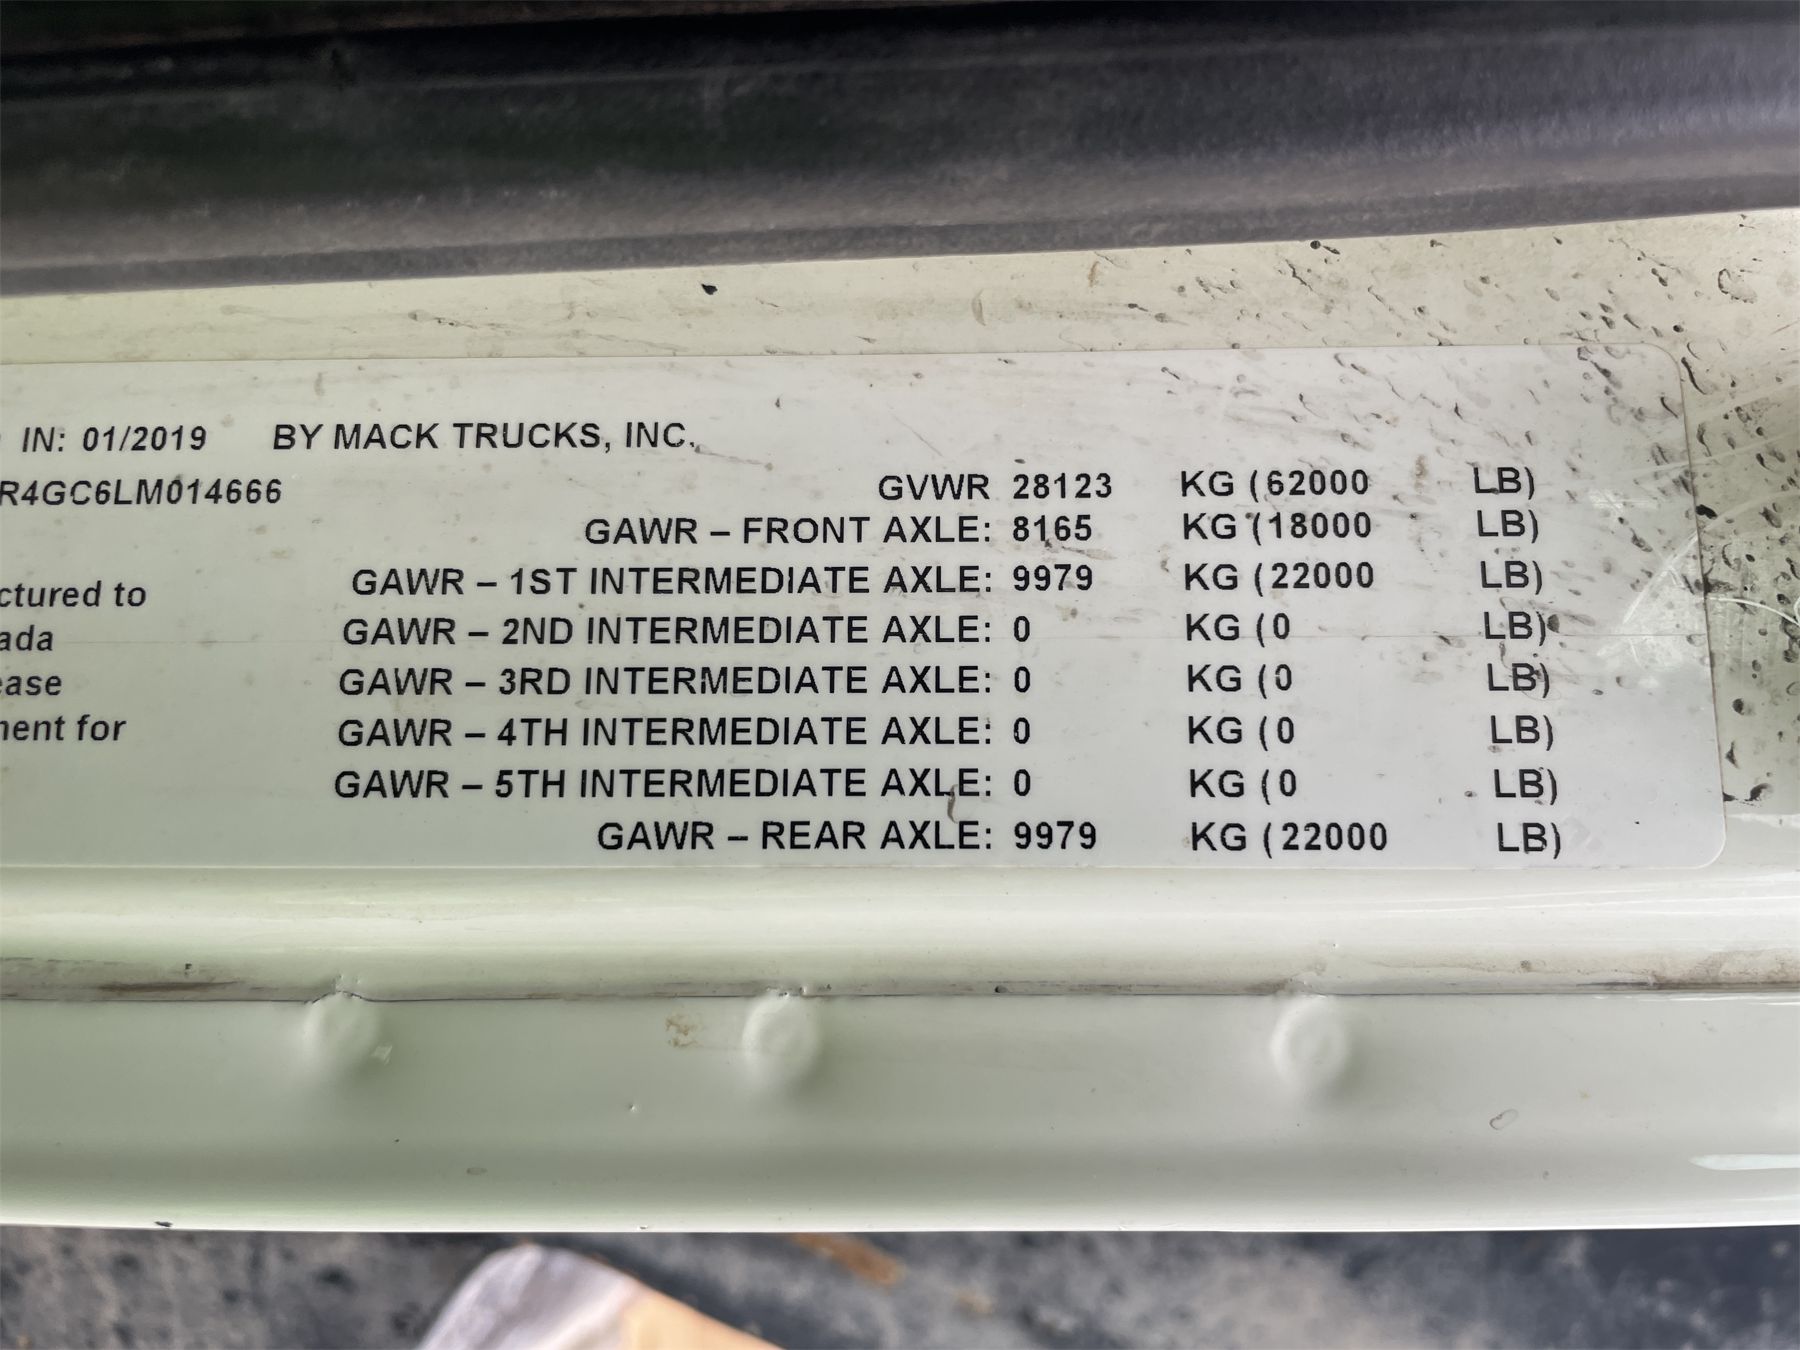 IN: 01/2019 BY MACK TRUCKS, INC.
R4GC6LM014666 GVWR 28123 KG (62000 LB)
GAWR – FRONT AXLE: 8165 KG (18000 LB)
ctured to GAWR – 1ST INTERMEDIATE AXLE: 9979 KG (22000 LB)
ada GAWR – 2ND INTERMEDIATE AXLE: 0 KG (0 LB)
ease GAWR – 3RD INTERMEDIATE AXLE: 0 KG (0 LB)
nent for GAWR – 4TH INTERMEDIATE AXLE: 0 KG (0 LB)
GAWR – 5TH INTERMEDIATE AXLE: 0 KG (0 LB)
GAWR – REAR AXLE: 9979 KG (22000 LB)